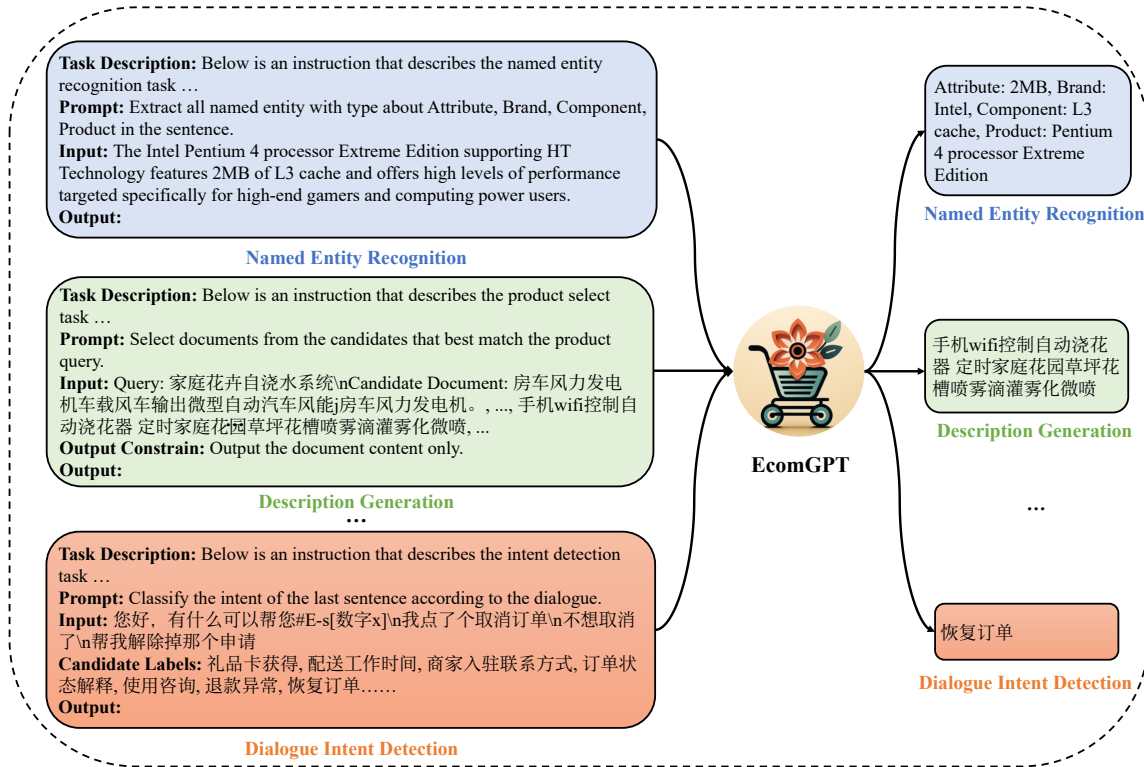 Task Description: Below is an instruction that describes the named entity
recognition task …
Prompt: Extract all named entity with type about Attribute, Brand, Component,
Product in the sentence.
Input: The Intel Pentium 4 processor Extreme Edition supporting HT
Technology features 2MB of L3 cache and offers high levels of performance
targeted specifically for high-end gamers and computing power users.
Output:
Named Entity Recognition
Task Description: Below is an instruction that describes the product select
task …
Prompt: Select documents from the candidates that best match the product
query.
Input: Query: 家庭花卉自浇水系统\nCandidate Document: 房车风力发电
机车载风车输出微型自动汽车风能j房车风力发电机。, ..., 手机wifi控制自
动浇花器 定时家庭花园草坪花槽喷雾滴灌雾化微喷, ...
Output Constrain: Output the document content only.
Output:
Description Generation
...
Task Description: Below is an instruction that describes the intent detection
task …
Prompt: Classify the intent of the last sentence according to the dialogue.
Input: 您好，有什么可以帮您#E-s[数字x]\n我点了个取消订单\n不想取消
了\n帮我解除掉那个申请
Candidate Labels: 礼品卡获得, 配送工作时间, 商家入驻联系方式, 订单状
态解释, 使用咨询, 退款异常, 恢复订单……
Output:
Dialogue Intent Detection
EcomGPT
Attribute: 2MB, Brand:
Intel, Component: L3
cache, Product: Pentium
4 processor Extreme
Edition
Named Entity Recognition
手机wifi控制自动浇花
器 定时家庭花园草坪花
槽喷雾滴灌雾化微喷
Description Generation
...
恢复订单
Dialogue Intent Detection